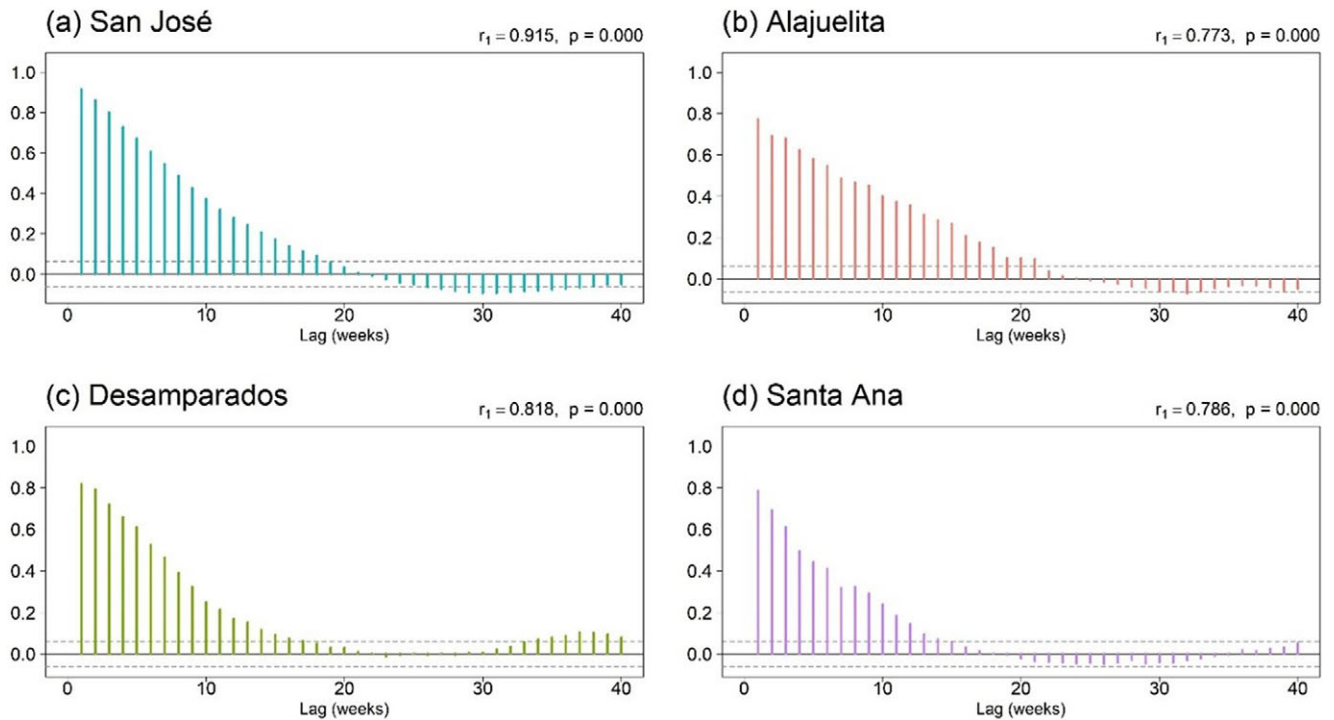 (a) San José
r₁ = 0.915, p = 0.000
1.0
0.8
0.6
0.4
0.2
0.0
0 10 20 30 40
Lag (weeks)
(b) Alajuelita
r₁ = 0.773, p = 0.000
1.0
0.8
0.6
0.4
0.2
0.0
0 10 20 30 40
Lag (weeks)
(c) Desamparados
r₁ = 0.818, p = 0.000
1.0
0.8
0.6
0.4
0.2
0.0
0 10 20 30 40
Lag (weeks)
(d) Santa Ana
r₁ = 0.786, p = 0.000
1.0
0.8
0.6
0.4
0.2
0.0
0 10 20 30 40
Lag (weeks)